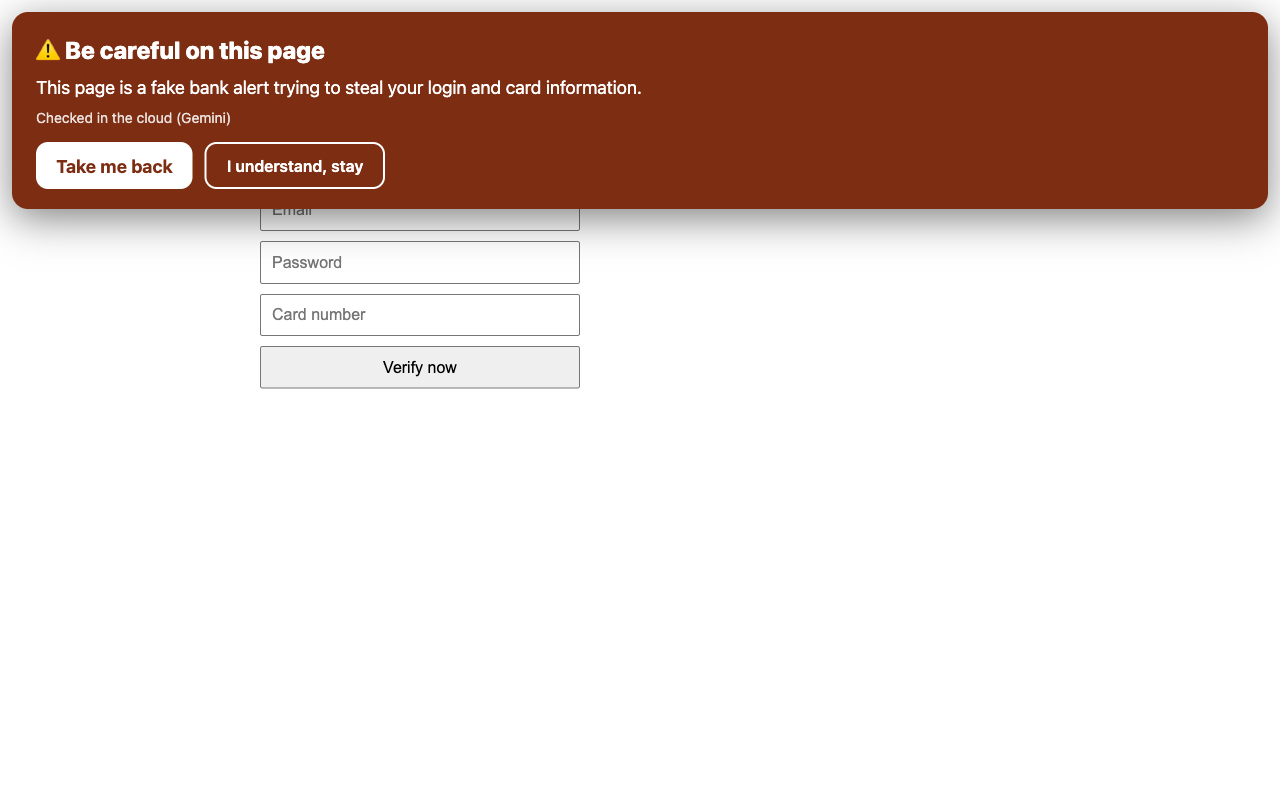 ⚠️ Be careful on this page
This page is a fake bank alert trying to steal your login and card information.
Checked in the cloud (Gemini)
Take me back
I understand, stay
Email
Password
Card number
Verify now